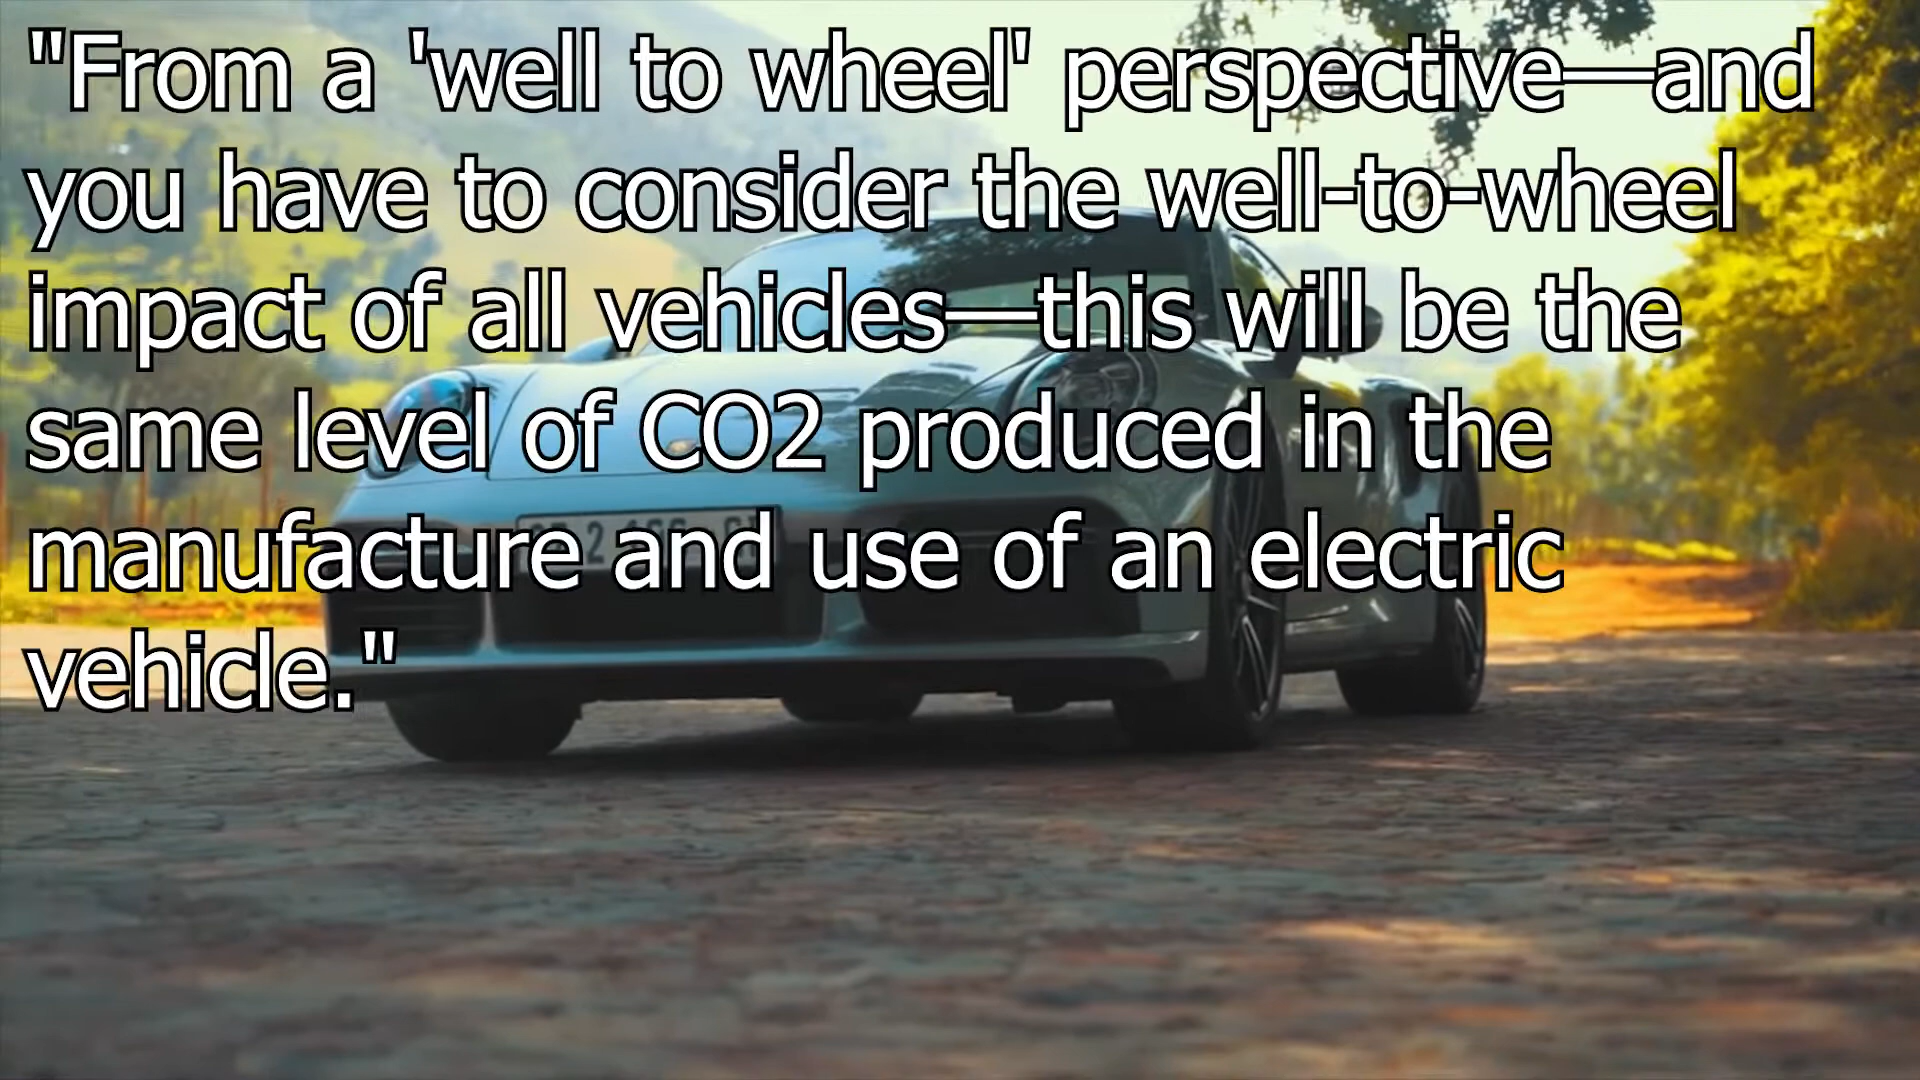 "From a 'well to wheel' perspective—and
you have to consider the well-to-wheel
impact of all vehicles—this will be the
same level of CO2 produced in the
manufacture and use of an electric
vehicle."